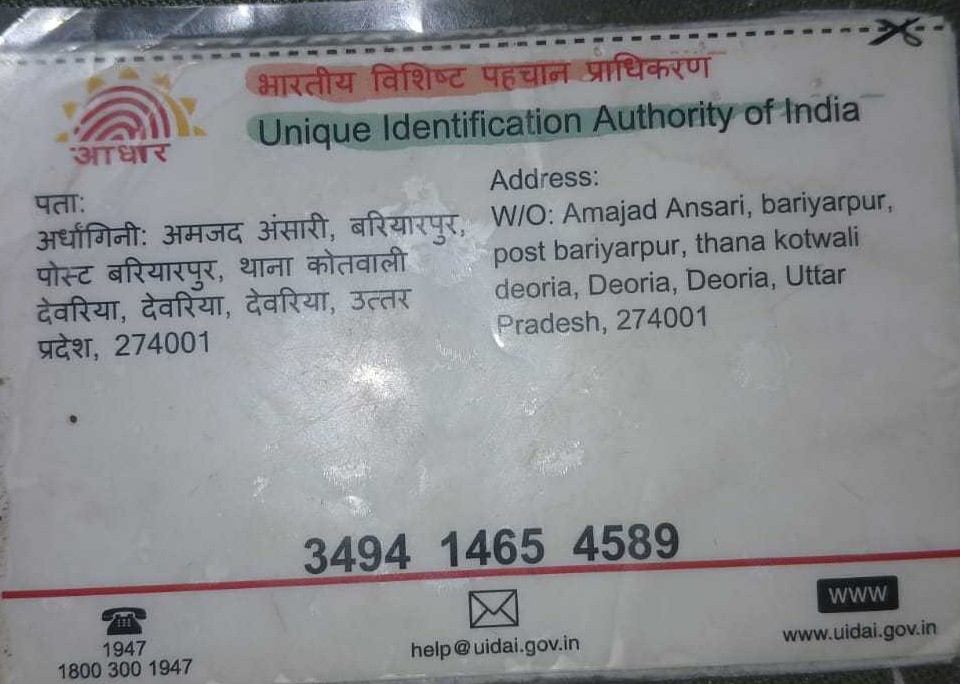 भारतीय विशिष्ट पहचान प्राधिकरण
Unique Identification Authority of India
आधार
पता:
अर्धांगिनी: अमजद अंसारी, बरियारपुर,
पोस्ट बरियारपुर, थाना कोतवाली
देवरिया, देवरिया, देवरिया, उत्तर
प्रदेश, 274001
Address:
W/O: Amajad Ansari, bariyarpur,
post bariyarpur, thana kotwali
deoria, Deoria, Deoria, Uttar
Pradesh, 274001
3494 1465 4589
1947
1800 300 1947
help@uidai.gov.in
WWW
www.uidai.gov.in